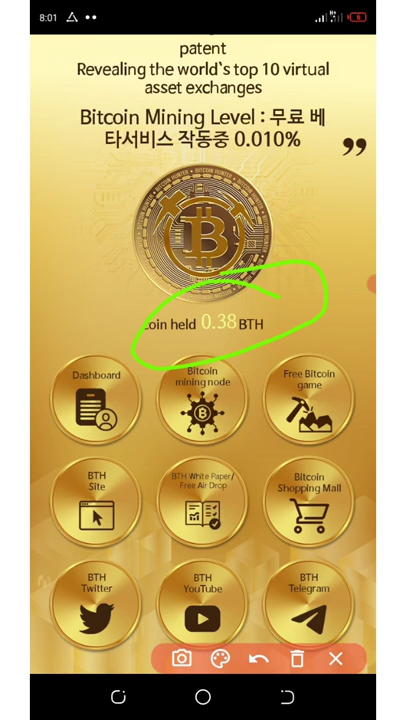 8:01
patent
Revealing the world's top 10 virtual
asset exchanges
Bitcoin Mining Level : 무료 베
타서비스 작동중 0.010%
BITCOIN HUNTER
coin held 0.38 BTH
Dashboard
Bitcoin
mining node
Free Bitcoin
game
BTH
Site
BTH White Paper/
Free Air Drop
Bitcoin
Shopping Mall
BTH
Twitter
BTH
YouTube
BTH
Telegram